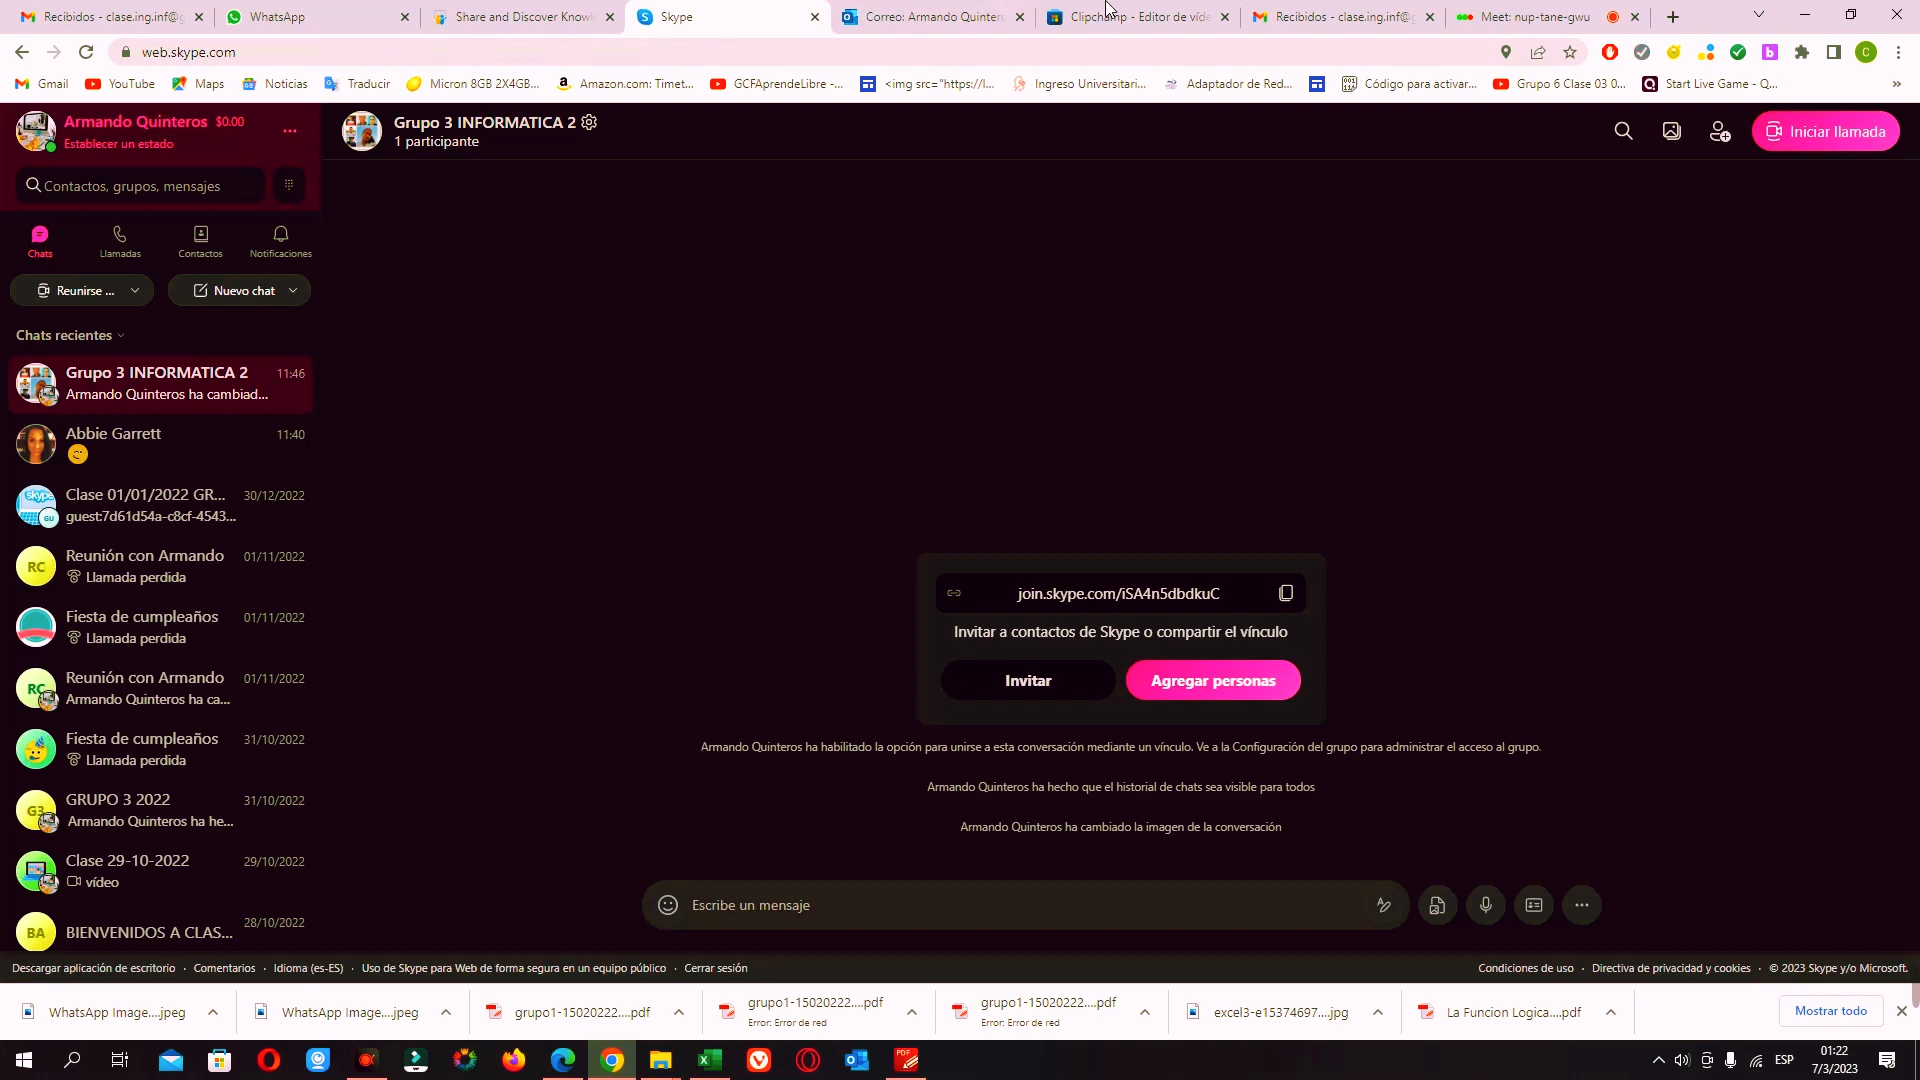 Recibidos - clase.ing.inf@g
WhatsApp
Share and Discover Knowl
Skype
Correo: Armando Quintero
Clipchamp - Editor de víde
Recibidos - clase.ing.inf@g
Meet: nup-tane-gwu
web.skype.com
C
Gmail
YouTube
Maps
Noticias
Traducir
Micron 8GB 2X4GB...
Amazon.com: Timet...
GCFAprendeLibre -...
<img src="https://l...
Ingreso Universitari...
Adaptador de Red...
Código para activar...
Grupo 6 Clase 03 0...
Start Live Game - Q...
Armando Quinteros $0.00
Establecer un estado
Contactos, grupos, mensajes
Chats
Llamadas
Contactos
Notificaciones
Reunirse ...
Nuevo chat
Chats recientes
Grupo 3 INFORMATICA 2 11:46
Armando Quinteros ha cambiad...
Abbie Garrett 11:40
Clase 01/01/2022 GR... 30/12/2022
guest:7d61d54a-c8cf-4543...
Reunión con Armando 01/11/2022
Llamada perdida
Fiesta de cumpleaños 01/11/2022
Llamada perdida
Reunión con Armando 01/11/2022
Armando Quinteros ha ca...
Fiesta de cumpleaños 31/10/2022
Llamada perdida
GRUPO 3 2022 31/10/2022
Armando Quinteros ha he...
Clase 29-10-2022 29/10/2022
vídeo
BIENVENIDOS A CLAS... 28/10/2022
skype
GU
RC
RC
G3
BA
Grupo 3 INFORMATICA 2
1 participante
Iniciar llamada
join.skype.com/iSA4n5dbdkuC
Invitar a contactos de Skype o compartir el vínculo
Invitar
Agregar personas
Armando Quinteros ha habilitado la opción para unirse a esta conversación mediante un vínculo. Ve a la Configuración del grupo para administrar el acceso al grupo.
Armando Quinteros ha hecho que el historial de chats sea visible para todos
Armando Quinteros ha cambiado la imagen de la conversación
Escribe un mensaje
Descargar aplicación de escritorio · Comentarios · Idioma (es-ES) · Uso de Skype para Web de forma segura en un equipo público · Cerrar sesión
Condiciones de uso · Directiva de privacidad y cookies · © 2023 Skype y/o Microsoft.
WhatsApp Image....jpeg
WhatsApp Image....jpeg
grupo1-15020222....pdf
grupo1-15020222....pdf
Error: Error de red
grupo1-15020222....pdf
Error: Error de red
excel3-e15374697....jpg
La Funcion Logica....pdf
Mostrar todo
PDF
ESP
01:22
7/3/2023